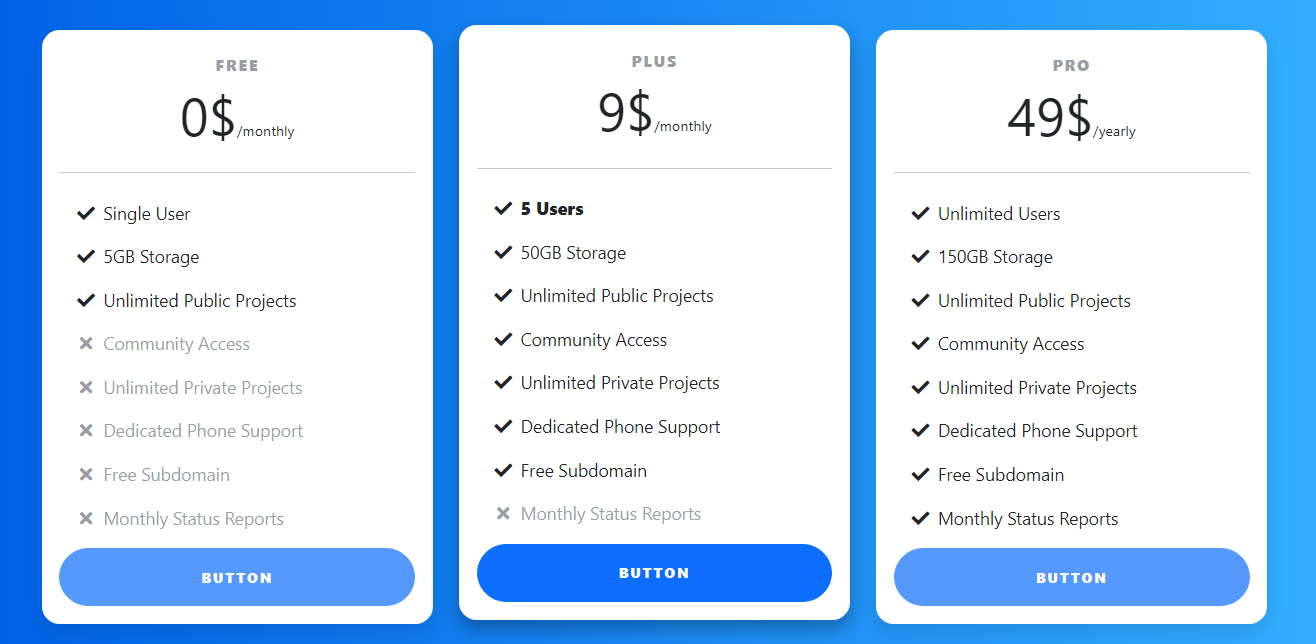 FREE
0$/monthly
Single User
5GB Storage
Unlimited Public Projects
Community Access
Unlimited Private Projects
Dedicated Phone Support
Free Subdomain
Monthly Status Reports
BUTTON
PLUS
9$/monthly
5 Users
50GB Storage
Unlimited Public Projects
Community Access
Unlimited Private Projects
Dedicated Phone Support
Free Subdomain
Monthly Status Reports
BUTTON
PRO
49$/yearly
Unlimited Users
150GB Storage
Unlimited Public Projects
Community Access
Unlimited Private Projects
Dedicated Phone Support
Free Subdomain
Monthly Status Reports
BUTTON